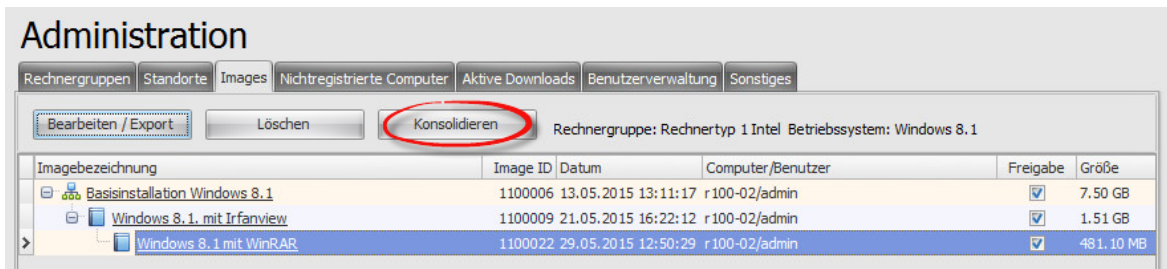 Administration
Rechnergruppen Standorte Images Nichtregistrierte Computer Aktive Downloads Benutzerverwaltung Sonstiges
Bearbeiten / Export Löschen Konsolidieren Rechnergruppe: Rechnertyp 1 Intel Betriebssystem: Windows 8.1
Imagebezeichnung Image ID Datum Computer/Benutzer Freigabe Größe
Basisinstallation Windows 8.1 1100006 13.05.2015 13:11:17 r100-02/admin 7.50 GB
Windows 8.1. mit Irfanview 1100009 21.05.2015 16:22:12 r100-02/admin 1.51 GB
Windows 8.1 mit WinRAR 1100022 29.05.2015 12:50:29 r100-02/admin 481.10 MB